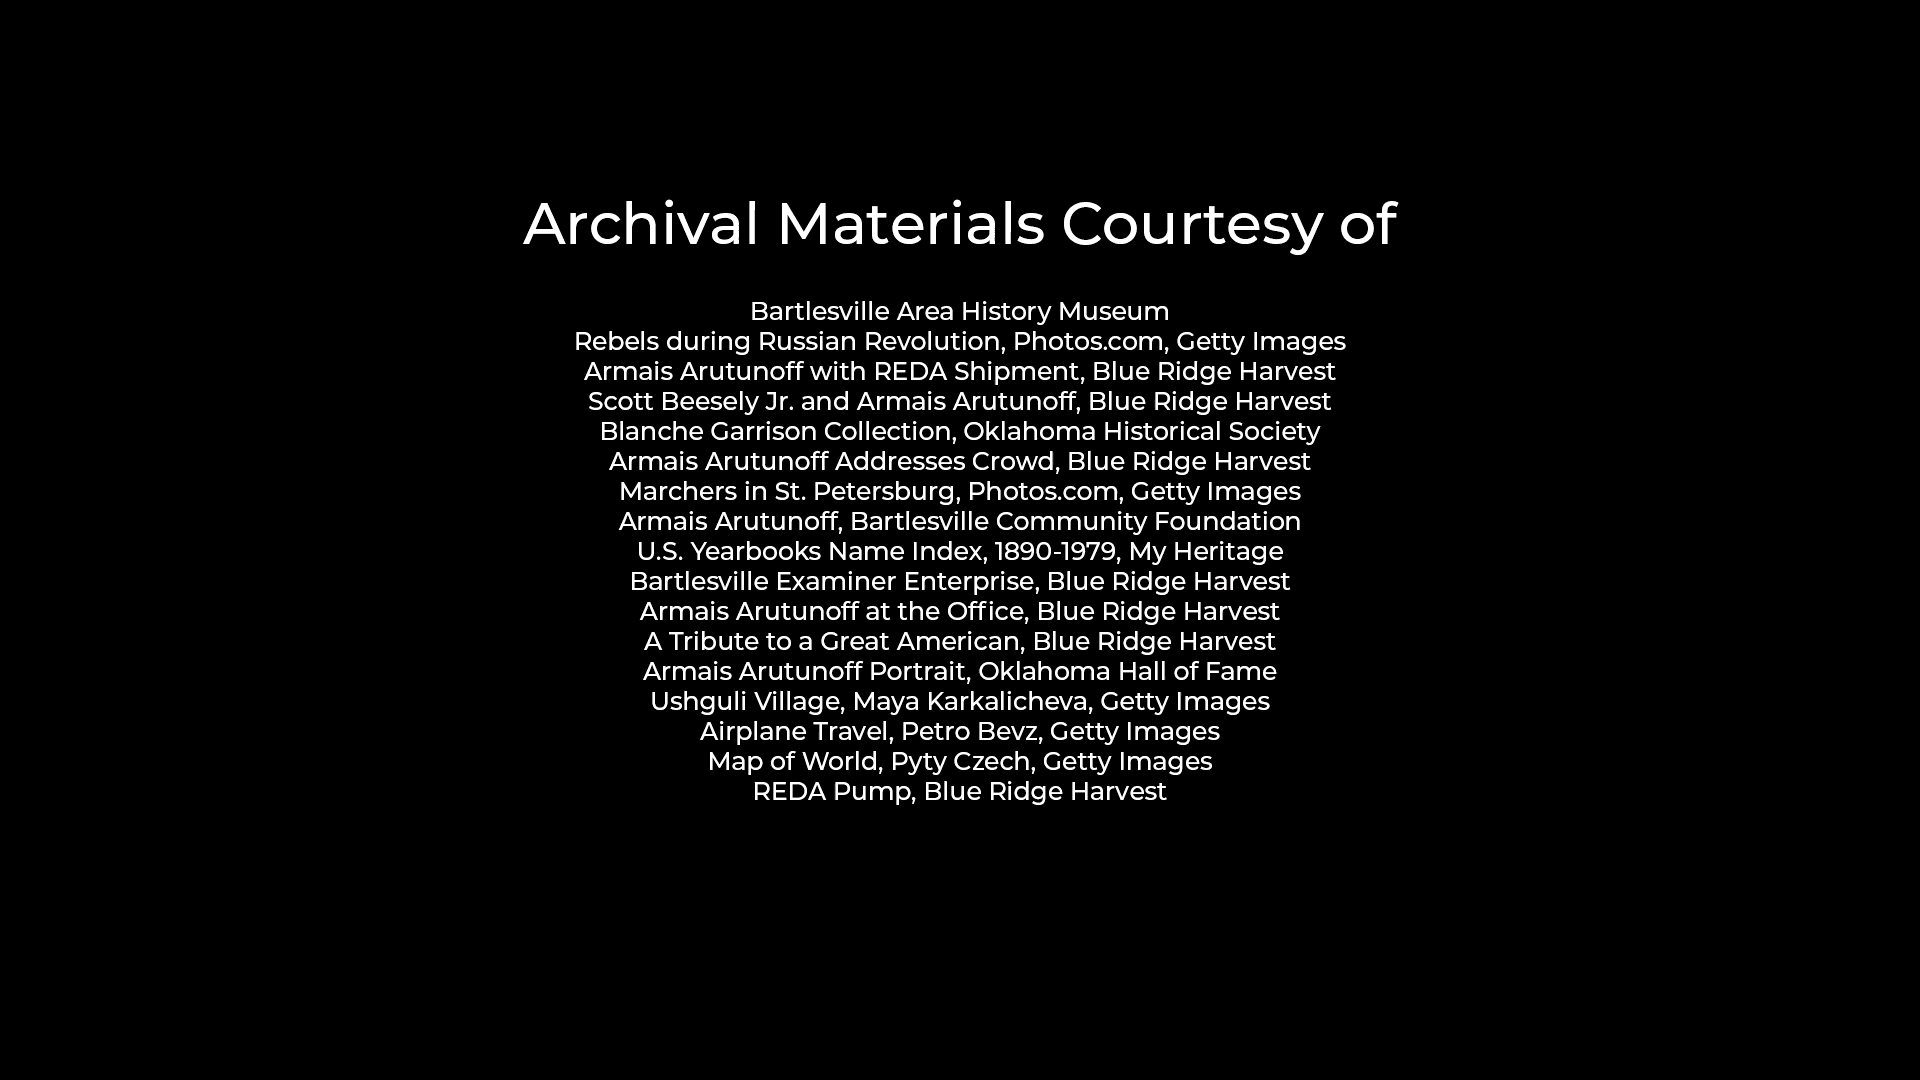 Archival Materials Courtesy of
Bartlesville Area History Museum
Rebels during Russian Revolution, Photos.com, Getty Images
Armais Arutunoff with REDA Shipment, Blue Ridge Harvest
Scott Beesely Jr. and Armais Arutunoff, Blue Ridge Harvest
Blanche Garrison Collection, Oklahoma Historical Society
Armais Arutunoff Addresses Crowd, Blue Ridge Harvest
Marchers in St. Petersburg, Photos.com, Getty Images
Armais Arutunoff, Bartlesville Community Foundation
U.S. Yearbooks Name Index, 1890-1979, My Heritage
Bartlesville Examiner Enterprise, Blue Ridge Harvest
Armais Arutunoff at the Office, Blue Ridge Harvest
A Tribute to a Great American, Blue Ridge Harvest
Armais Arutunoff Portrait, Oklahoma Hall of Fame
Ushguli Village, Maya Karkalicheva, Getty Images
Airplane Travel, Petro Bevz, Getty Images
Map of World, Pyty Czech, Getty Images
REDA Pump, Blue Ridge Harvest